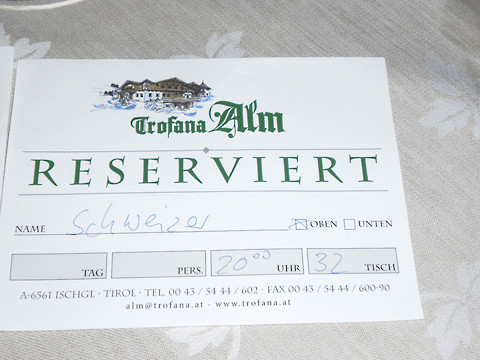 Trofana Alm
RESERVIERT
NAME Schweizer ☒ OBEN ☐ UNTEN
TAG PERS. 20⁰⁰ UHR 32 TISCH
A-6561 ISCHGL · TIROL · TEL. 00 43 / 54 44 / 602 · FAX 00 43 / 54 44 / 600-90
alm@trofana.at · www.trofana.at